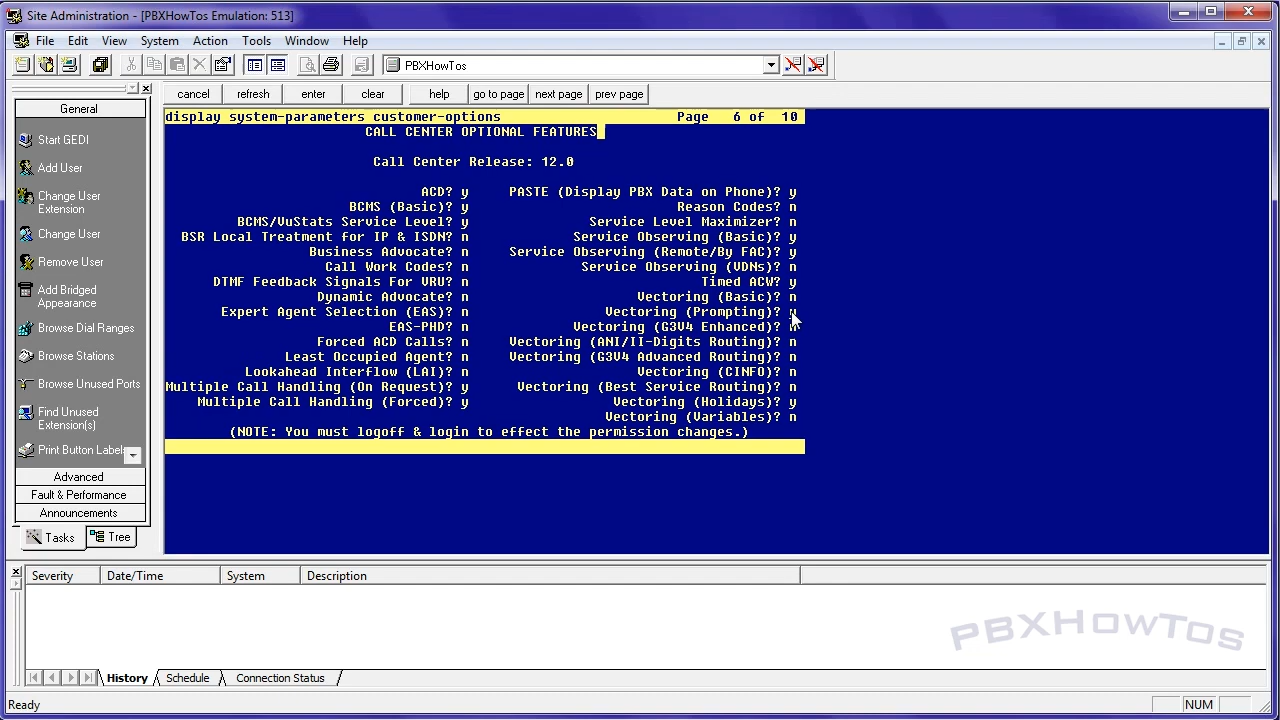 Site Administration - [PBXHowTos Emulation: 513]
File Edit View System Action Tools Window Help
PBXHowTos
cancel refresh enter clear help go to page next page prev page
General
Start GEDI
Add User
Change User
Extension
Change User
Remove User
Add Bridged
Appearance
Browse Dial Ranges
Browse Stations
Browse Unused Ports
Find Unused
Extension(s)
Print Button Labels
Advanced
Fault & Performance
Announcements
Tasks Tree
display system-parameters customer-options Page 6 of 10
CALL CENTER OPTIONAL FEATURES
Call Center Release: 12.0
ACD? y PASTE (Display PBX Data on Phone)? y
BCMS (Basic)? y Reason Codes? n
BCMS/VuStats Service Level? y Service Level Maximizer? n
BSR Local Treatment for IP & ISDN? n Service Observing (Basic)? y
Business Advocate? n Service Observing (Remote/By FAC)? y
Call Work Codes? n Service Observing (VDNs)? n
DTMF Feedback Signals For VRU? n Timed ACW? y
Dynamic Advocate? n Vectoring (Basic)? n
Expert Agent Selection (EAS)? n Vectoring (Prompting)?
EAS-PHD? n Vectoring (G3V4 Enhanced)? n
Forced ACD Calls? n Vectoring (ANI/II-Digits Routing)? n
Least Occupied Agent? n Vectoring (G3V4 Advanced Routing)? n
Lookahead Interflow (LAI)? n Vectoring (CINFO)? n
Multiple Call Handling (On Request)? y Vectoring (Best Service Routing)? n
Multiple Call Handling (Forced)? y Vectoring (Holidays)? y
Vectoring (Variables)? n
(NOTE: You must logoff & login to effect the permission changes.)
Severity Date/Time System Description
PBXHowTos
History Schedule Connection Status
Ready NUM